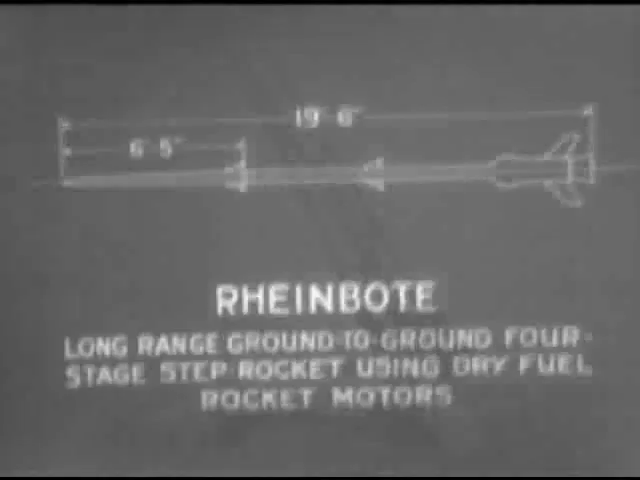 19' 6"
6' 5"
RHEINBOTE
LONG RANGE GROUND-TO-GROUND FOUR-
STAGE STEP ROCKET USING DRY FUEL
ROCKET MOTORS